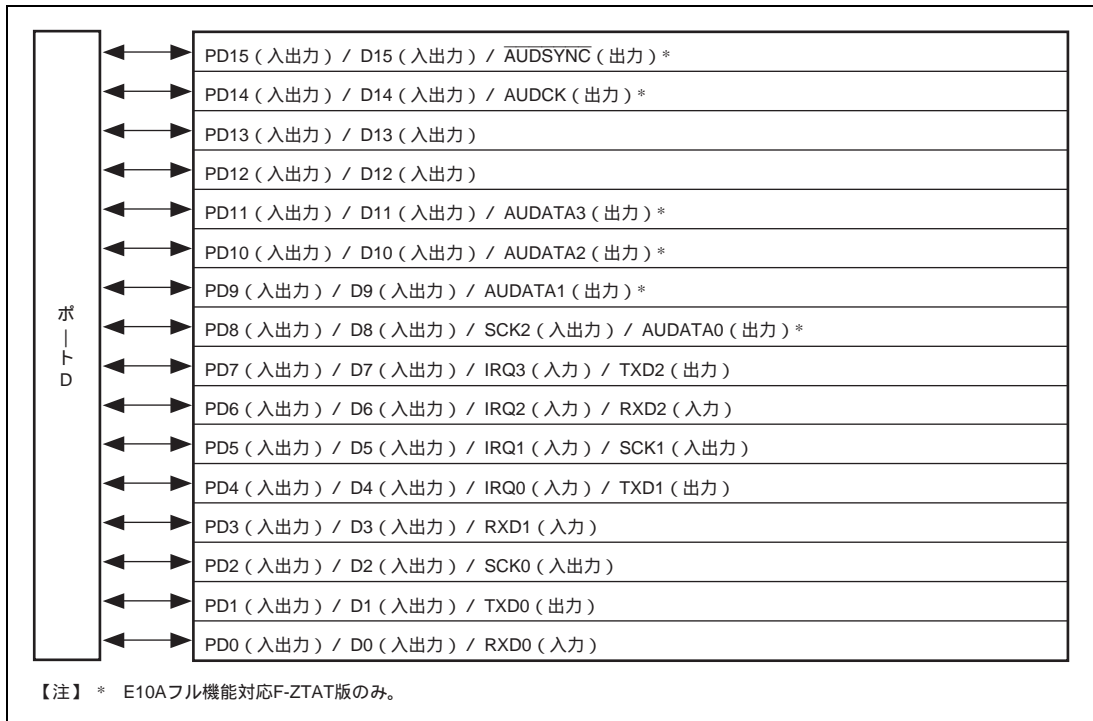 PD15（入出力）/ D15（入出力）/ AUDSYNC（出力）*
PD14（入出力）/ D14（入出力）/ AUDCK（出力）*
PD13（入出力）/ D13（入出力）
PD12（入出力）/ D12（入出力）
PD11（入出力）/ D11（入出力）/ AUDATA3（出力）*
PD10（入出力）/ D10（入出力）/ AUDATA2（出力）*
PD9（入出力）/ D9（入出力）/ AUDATA1（出力）*
ポートD
PD8（入出力）/ D8（入出力）/ SCK2（入出力）/ AUDATA0（出力）*
PD7（入出力）/ D7（入出力）/ IRQ3（入力）/ TXD2（出力）
PD6（入出力）/ D6（入出力）/ IRQ2（入力）/ RXD2（入力）
PD5（入出力）/ D5（入出力）/ IRQ1（入力）/ SCK1（入出力）
PD4（入出力）/ D4（入出力）/ IRQ0（入力）/ TXD1（出力）
PD3（入出力）/ D3（入出力）/ RXD1（入力）
PD2（入出力）/ D2（入出力）/ SCK0（入出力）
PD1（入出力）/ D1（入出力）/ TXD0（出力）
PD0（入出力）/ D0（入出力）/ RXD0（入力）
【注】 * E10Aフル機能対応F-ZTAT版のみ。